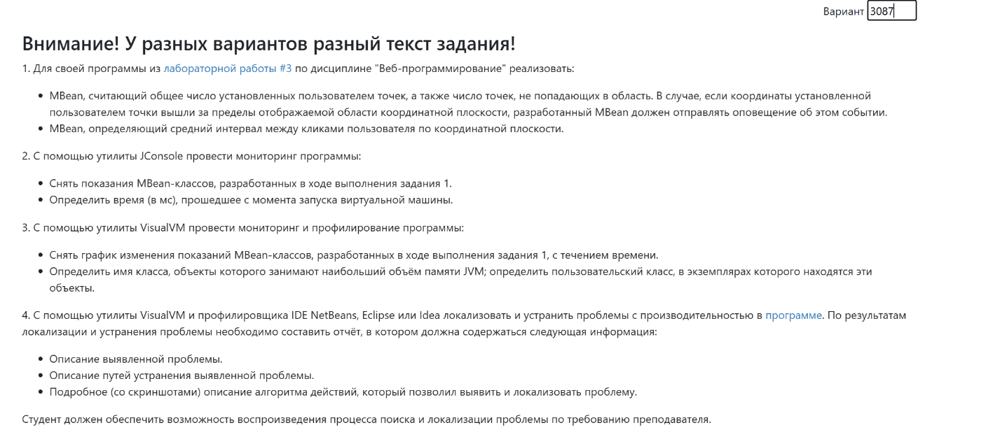 Вариант 3087
Внимание! У разных вариантов разный текст задания!
1. Для своей программы из лабораторной работы #3 по дисциплине "Веб-программирование" реализовать:
• MBean, считающий общее число установленных пользователем точек, а также число точек, не попадающих в область. В случае, если координаты установленной
пользователем точки вышли за пределы отображаемой области координатной плоскости, разработанный MBean должен отправлять оповещение об этом событии.
• MBean, определяющий средний интервал между кликами пользователя по координатной плоскости.
2. С помощью утилиты JConsole провести мониторинг программы:
• Снять показания MBean-классов, разработанных в ходе выполнения задания 1.
• Определить время (в мс), прошедшее с момента запуска виртуальной машины.
3. С помощью утилиты VisualVM провести мониторинг и профилирование программы:
• Снять график изменения показаний MBean-классов, разработанных в ходе выполнения задания 1, с течением времени.
• Определить имя класса, объекты которого занимают наибольший объём памяти JVM; определить пользовательский класс, в экземплярах которого находятся эти
объекты.
4. С помощью утилиты VisualVM и профилировщика IDE NetBeans, Eclipse или Idea локализовать и устранить проблемы с производительностью в программе. По результатам
локализации и устранения проблемы необходимо составить отчёт, в котором должна содержаться следующая информация:
• Описание выявленной проблемы.
• Описание путей устранения выявленной проблемы.
• Подробное (со скриншотами) описание алгоритма действий, который позволил выявить и локализовать проблему.
Студент должен обеспечить возможность воспроизведения процесса поиска и локализации проблемы по требованию преподавателя.